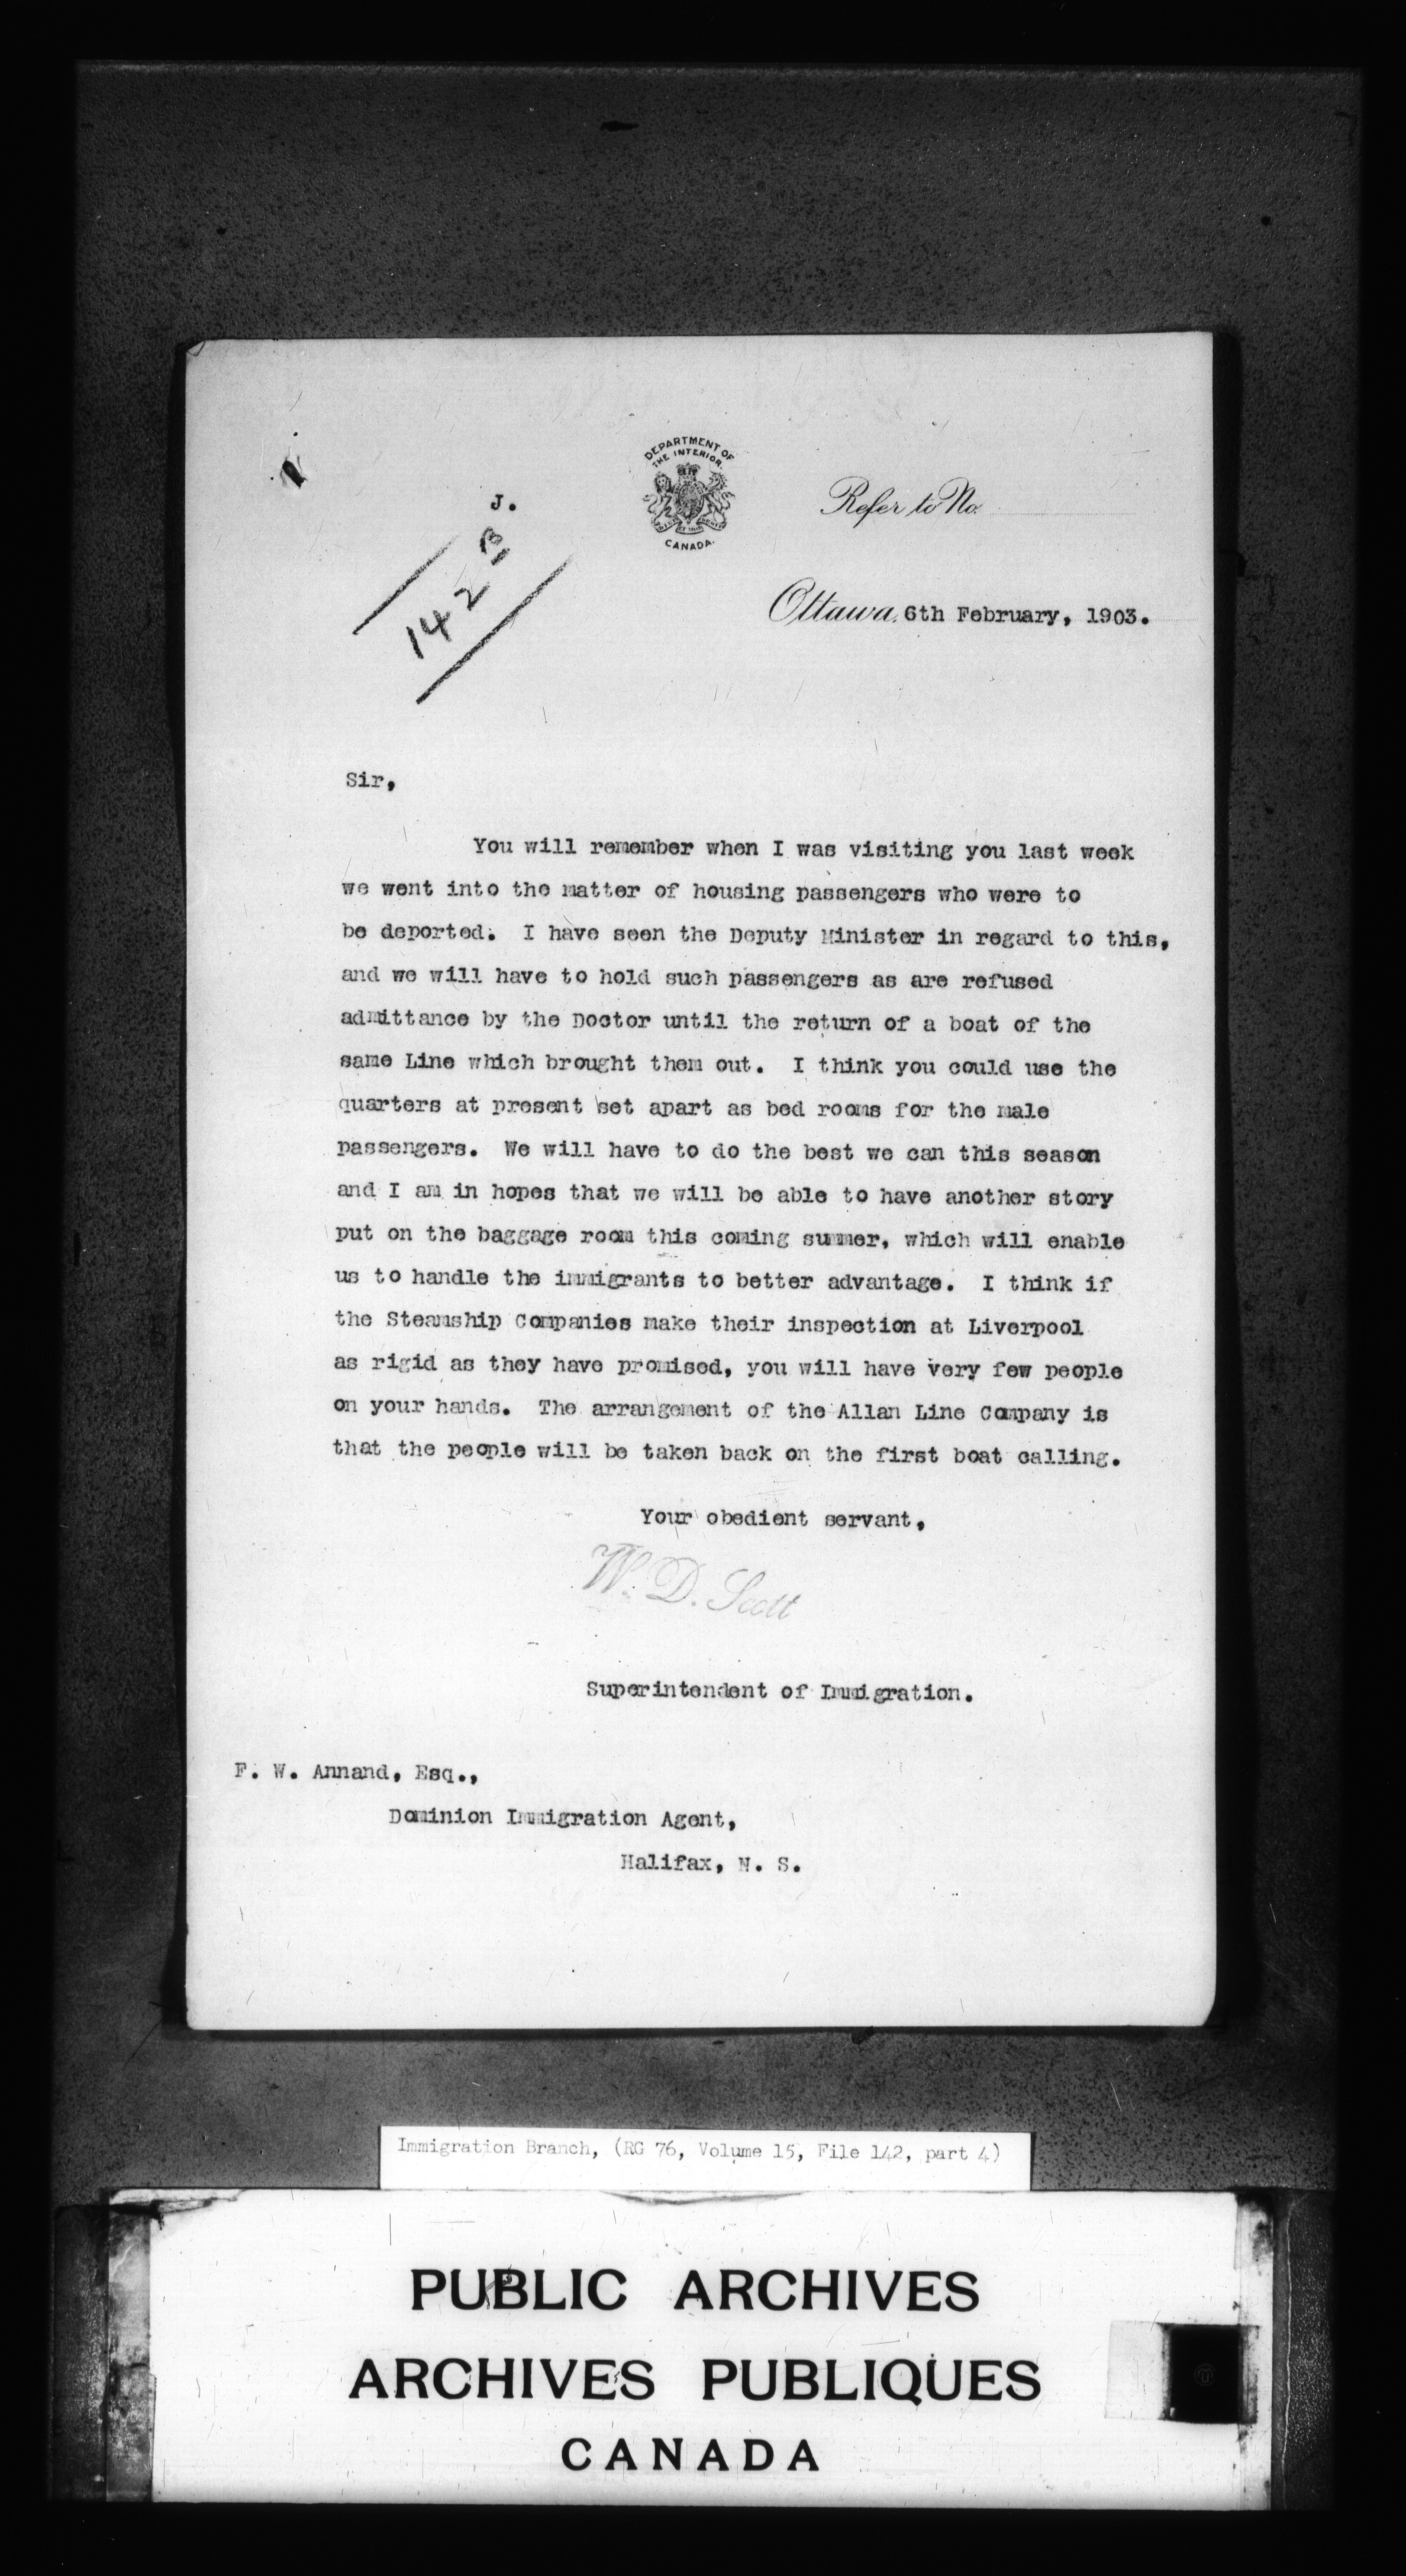 DEPARTMENT OF
THE INTERIOR.
CANADA.
J.
Refer to No.
142 B
Ottawa, 6th February, 1903.
Sir,
You will remember when I was visiting you last week
we went into the matter of housing passengers who were to
be deported. I have seen the Deputy Minister in regard to this,
and we will have to hold such passengers as are refused
admittance by the Doctor until the return of a boat of the
same Line which brought them out. I think you could use the
quarters at present set apart as bed rooms for the male
passengers. We will have to do the best we can this season
and I am in hopes that we will be able to have another story
put on the baggage room this coming summer, which will enable
us to handle the immigrants to better advantage. I think if
the Steamship Companies make their inspection at Liverpool
as rigid as they have promised, you will have very few people
on your hands. The arrangement of the Allan Line Company is
that the people will be taken back on the first boat calling.
Your obedient servant,
W. D. Scott
Superintendent of Immigration.
F. W. Annand, Esq.,
Dominion Immigration Agent,
Halifax, N. S.
Immigration Branch, (RG 76, Volume 15, File 142, part 4)
PUBLIC ARCHIVES
ARCHIVES PUBLIQUES
CANADA